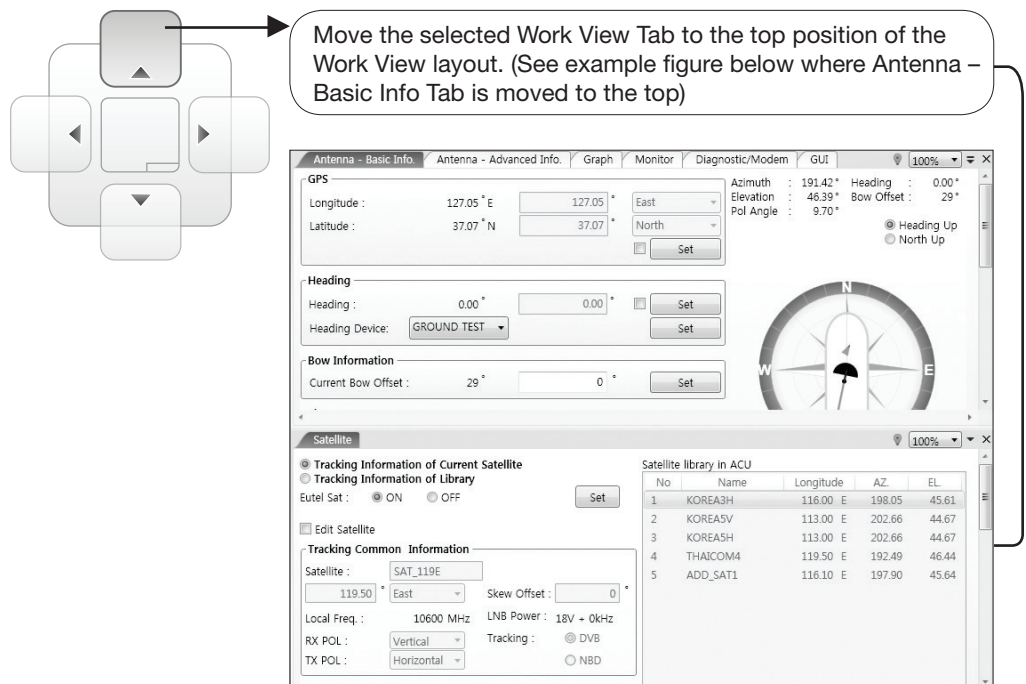 Move the selected Work View Tab to the top position of the
Work View layout. (See example figure below where Antenna –
Basic Info Tab is moved to the top)
Antenna - Basic Info. Antenna - Advanced Info. Graph Monitor Diagnostic/Modem GUI 100%
GPS
Longitude : 127.05 ° E 127.05 ° East
Latitude : 37.07 ° N 37.07 ° North
Set
Azimuth : 191.42° Heading : 0.00°
Elevation : 46.39° Bow Offset : 29°
Pol Angle : 9.70°
Heading Up
North Up
Heading
Heading : 0.00 ° 0.00 ° Set
Heading Device: GROUND TEST Set
Bow Information
Current Bow Offset : 29 ° 0 ° Set
N
W E
Satellite 100%
Tracking Information of Current Satellite
Tracking Information of Library
Eutel Sat : ON OFF Set
Edit Satellite
Tracking Common Information
Satellite : SAT_119E
119.50 ° East Skew Offset : 0 °
Local Freq. : 10600 MHz LNB Power : 18V + 0kHz
RX POL : Vertical Tracking : DVB
TX POL : Horizontal NBD
Satellite library in ACU
No Name Longitude AZ. EL.
1 KOREA3H 116.00 E 198.05 45.61
2 KOREA5V 113.00 E 202.66 44.67
3 KOREA5H 113.00 E 202.66 44.67
4 THAICOM4 119.50 E 192.49 46.44
5 ADD_SAT1 116.10 E 197.90 45.64